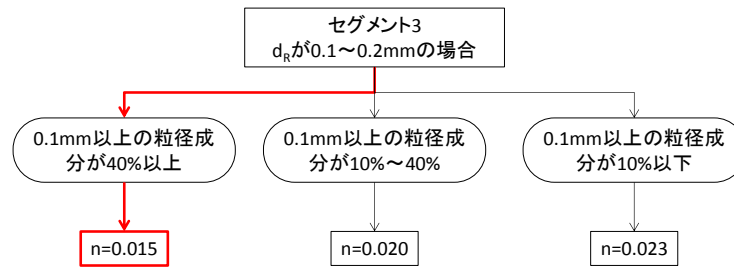 セグメント3
dRが0.1～0.2mmの場合
0.1mm以上の粒径成
分が40%以上
0.1mm以上の粒径成
分が10%～40%
0.1mm以上の粒径成
分が10%以下
n=0.015
n=0.020
n=0.023